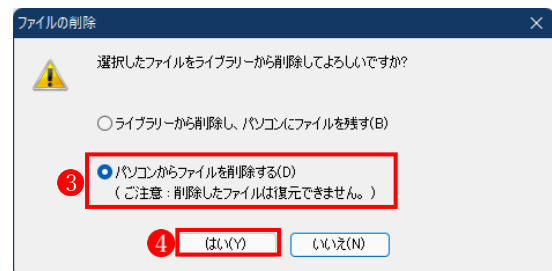 ファイルの削除
選択したファイルをライブラリーから削除してよろしいですか?
ライブラリーから削除し、パソコンにファイルを残す(B)
3 パソコンからファイルを削除する(D)
(ご注意:削除したファイルは復元できません。)
4 はい(Y) いいえ(N)